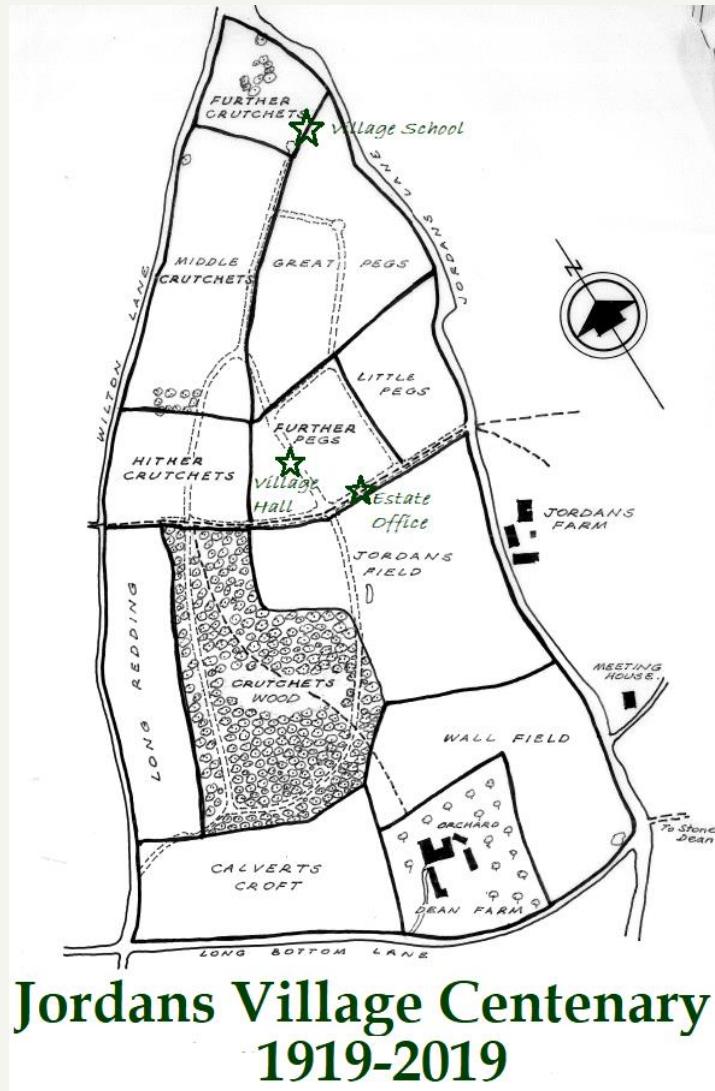 FURTHER
CRUTCHETS
Village School
JORDANS LANE
WILTON LANE
MIDDLE
CRUTCHETS
GREAT PEGS
N
LITTLE
PEGS
FURTHER
PEGS
HITHER
CRUTCHETS
Village
Hall
Estate
Office
JORDANS
FARM
JORDANS
FIELD
LONG REDDING
CRUTCHETS
WOOD
MEETING
HOUSE.
WALL FIELD
ORCHARD
To Stone
Dean
CALVERTS
CROFT
DEAN FARM
LONG BOTTOM LANE
Jordans Village Centenary
1919-2019